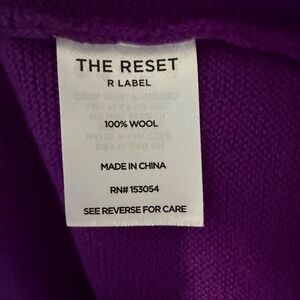 THE RESET
R LABEL
100% WOOL
MADE IN CHINA
RN# 153054
SEE REVERSE FOR CARE